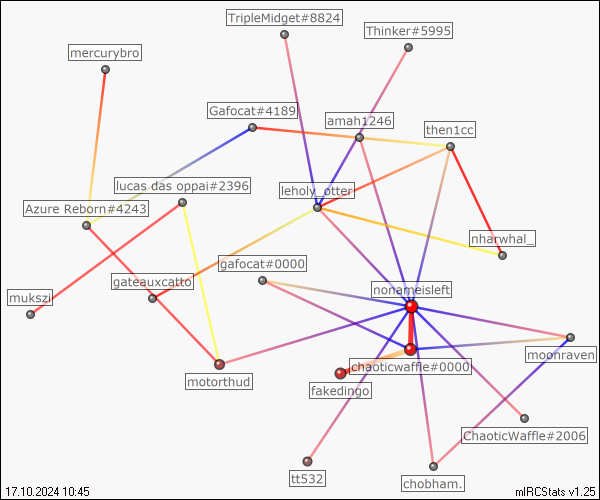 TripleMidget#8824
Thinker#5995
mercurybro
Gafocat#4189
amah1246
then1cc
lucas das oppai#2396
leholy_otter
Azure Reborn#4243
nharwhal_
gafocat#0000
gateauxcatto
nonameisleft
mukszi
moonraven
chaoticwaffle#0000
motorthud
fakedingo
ChaoticWaffle#2006
tt532
chobham.
17.10.2024 10:45
mIRCStats v1.25